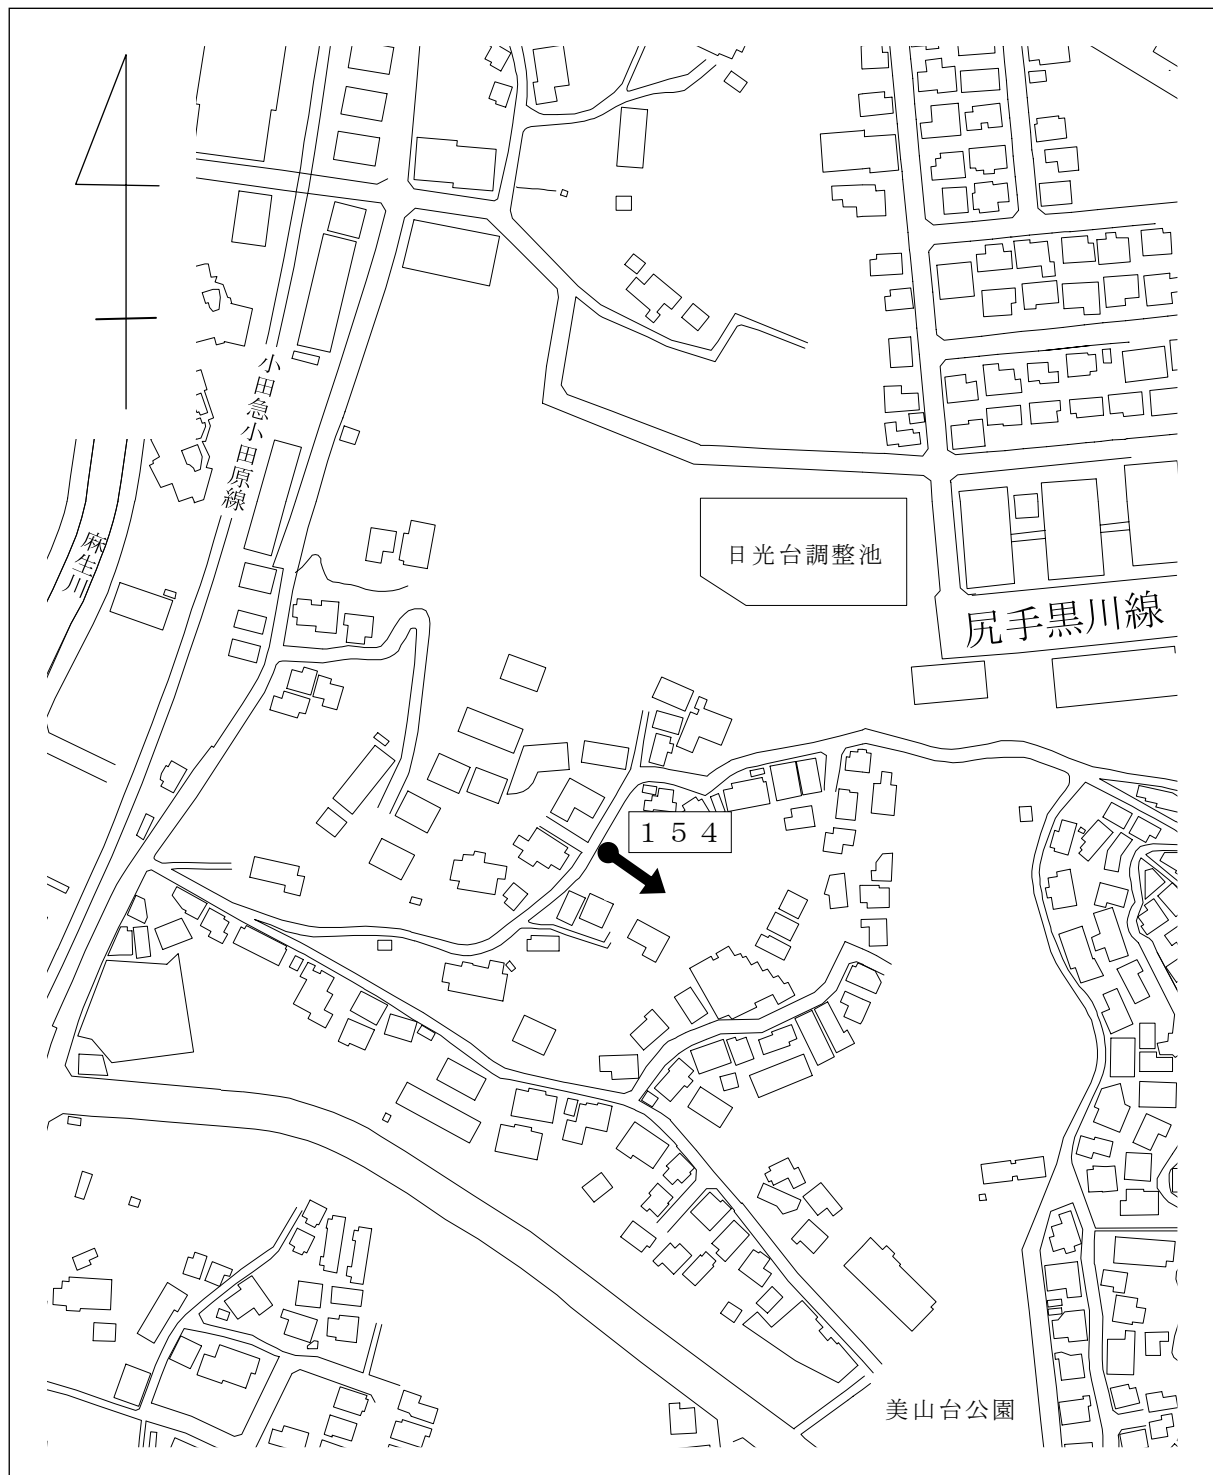 小田急小田原線
麻生川
日光台調整池
尻手黒川線
１５４
美山台公園